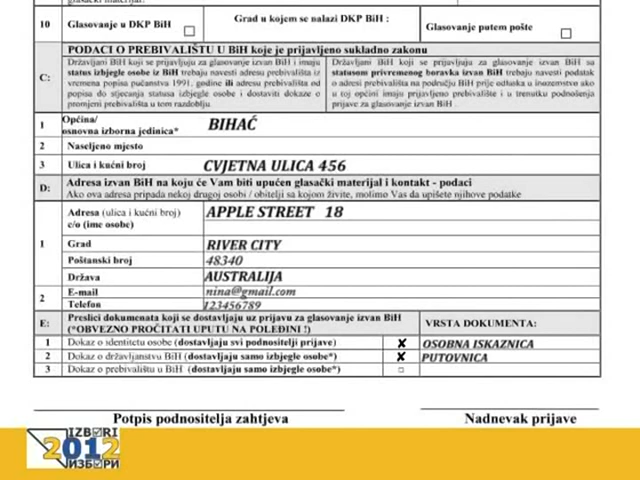 10 Glasovanje u DKP BiH Grad u kojem se nalazi DKP BiH : Glasovanje putem pošte
C: PODACI O PREBIVALIŠTU U BiH koje je prijavljeno sukladno zakonu
Državljani BiH koji se prijavljuju za glasovanje izvan BiH i imaju
status izbjegle osobe iz BiH trebaju navesti adresu prebivališta iz
vremena popisa pučanstva 1991. godine ili adresu prebivališta od
popisa do stjecanja statusa izbjegle osobe i dostaviti dokaze o
promjeni prebivališta u tom razdoblju.
Državljani BiH koji se prijavljuju za glasovanje izvan BiH sa
statusom privremenog boravka izvan BiH trebaju navesti podatak
o adresi prebivališta na području BiH prije odlaska u inozemstvo ako
u toj općini imaju prijavljeno prebivalište i u trenutku podnošenja
prijave za glasovanje izvan BiH .
1 Općina/
osnovna izborna jedinica* BIHAĆ
2 Naseljeno mjesto
3 Ulica i kućni broj CVJETNA ULICA 456
D: Adresa izvan BiH na koju će Vam biti upućen glasački materijal i kontakt - podaci
Ako ova adresa pripada nekoj drugoj osobi / obitelji sa kojom živite, molimo Vas da upišete njihove podatke
1 Adresa (ulica i kućni broj) APPLE STREET 18
c/o (ime osobe)
Grad RIVER CITY
Poštanski broj 48340
Država AUSTRALIJA
2 E-mail nina@gmail.com
Telefon 123456789
E: Preslici dokumenata koji se dostavljaju uz prijavu za glasovanje izvan BiH
(*OBVEZNO PROČITATI UPUTU NA POLEĐINI !) VRSTA DOKUMENTA:
1 Dokaz o identitetu osobe (dostavljaju svi podnositelji prijave) ✘ OSOBNA ISKAZNICA
2 Dokaz o državljanstvu BiH (dostavljaju samo izbjegle osobe*) ✘ PUTOVNICA
3 Dokaz o prebivalištu u BiH (dostavljaju samo izbjegle osobe*)
Potpis podnositelja zahtjeva Nadnevak prijave
IZBORI
2012
ИЗБОРИ